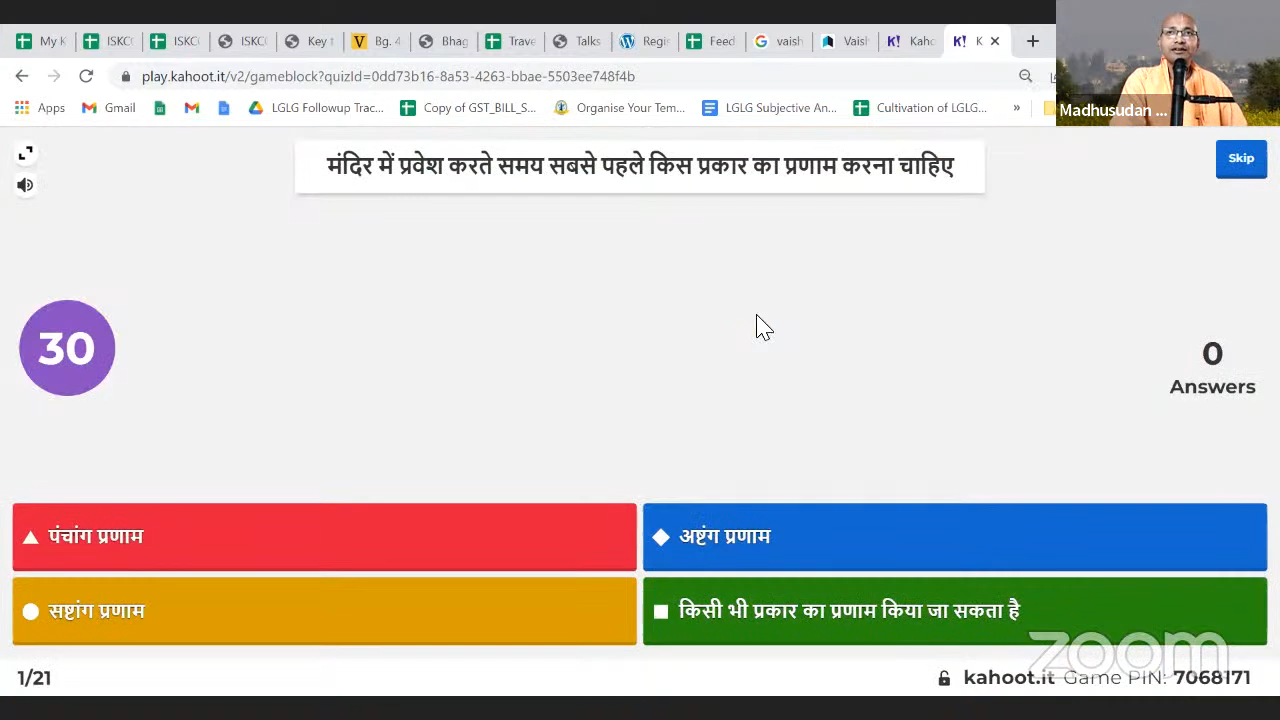 My K ISKC ISKC ISKC Key t Bg. 4 Bhag Trave Talks Regi Feed vaish Vaish Kaho K
play.kahoot.it/v2/gameblock?quizId=0dd73b16-8a53-4263-bbae-5503ee748f4b
Apps Gmail LGLG Followup Trac... Copy of GST_BILL_S... Organise Your Tem... LGLG Subjective An... Cultivation of LGLG... »
Madhusudan ...
मंदिर में प्रवेश करते समय सबसे पहले किस प्रकार का प्रणाम करना चाहिए
Skip
30
0
Answers
पंचांग प्रणाम
अष्टंग प्रणाम
सष्टांग प्रणाम
किसी भी प्रकार का प्रणाम किया जा सकता है
zoom
1/21
kahoot.it Game PIN: 7068171